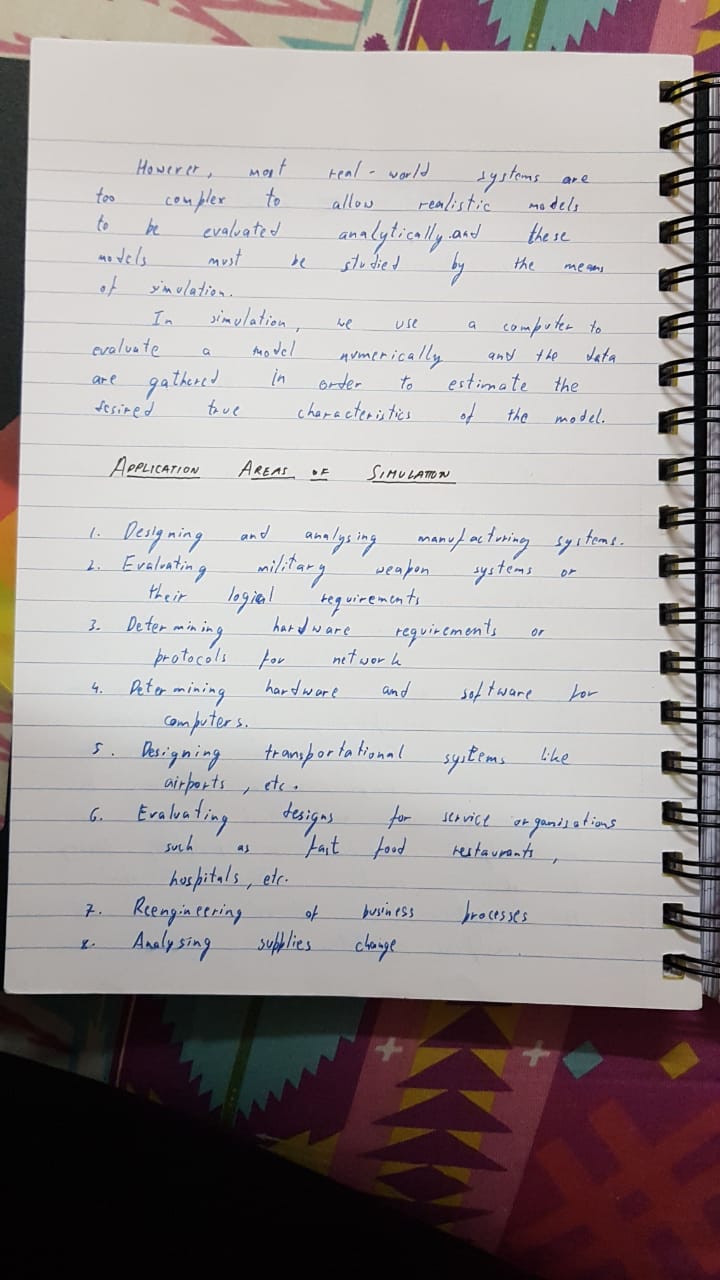 However, most real-world systems are
too complex to allow realistic models
to be evaluated analytically.and these
models must be studied by the means
of simulation.
In simulation, we use a computer to
evaluate a model numerically and the data
are gathered in order to estimate the
desired true characteristics of the model.
APPLICATION AREAS OF SIMULATION
1. Designing and analysing manufacturing systems.
2. Evaluating military weapon systems or
their logical requirements
3. Determining hardware requirements or
protocols for network
4. Determining hardware and software for
computers.
5. Designing transportational systems like
airports, etc.
6. Evaluating designs for service organisations
such as fast food restaurants,
hospitals, etc.
7. Reengineering of business processes
8. Analysing supplies change